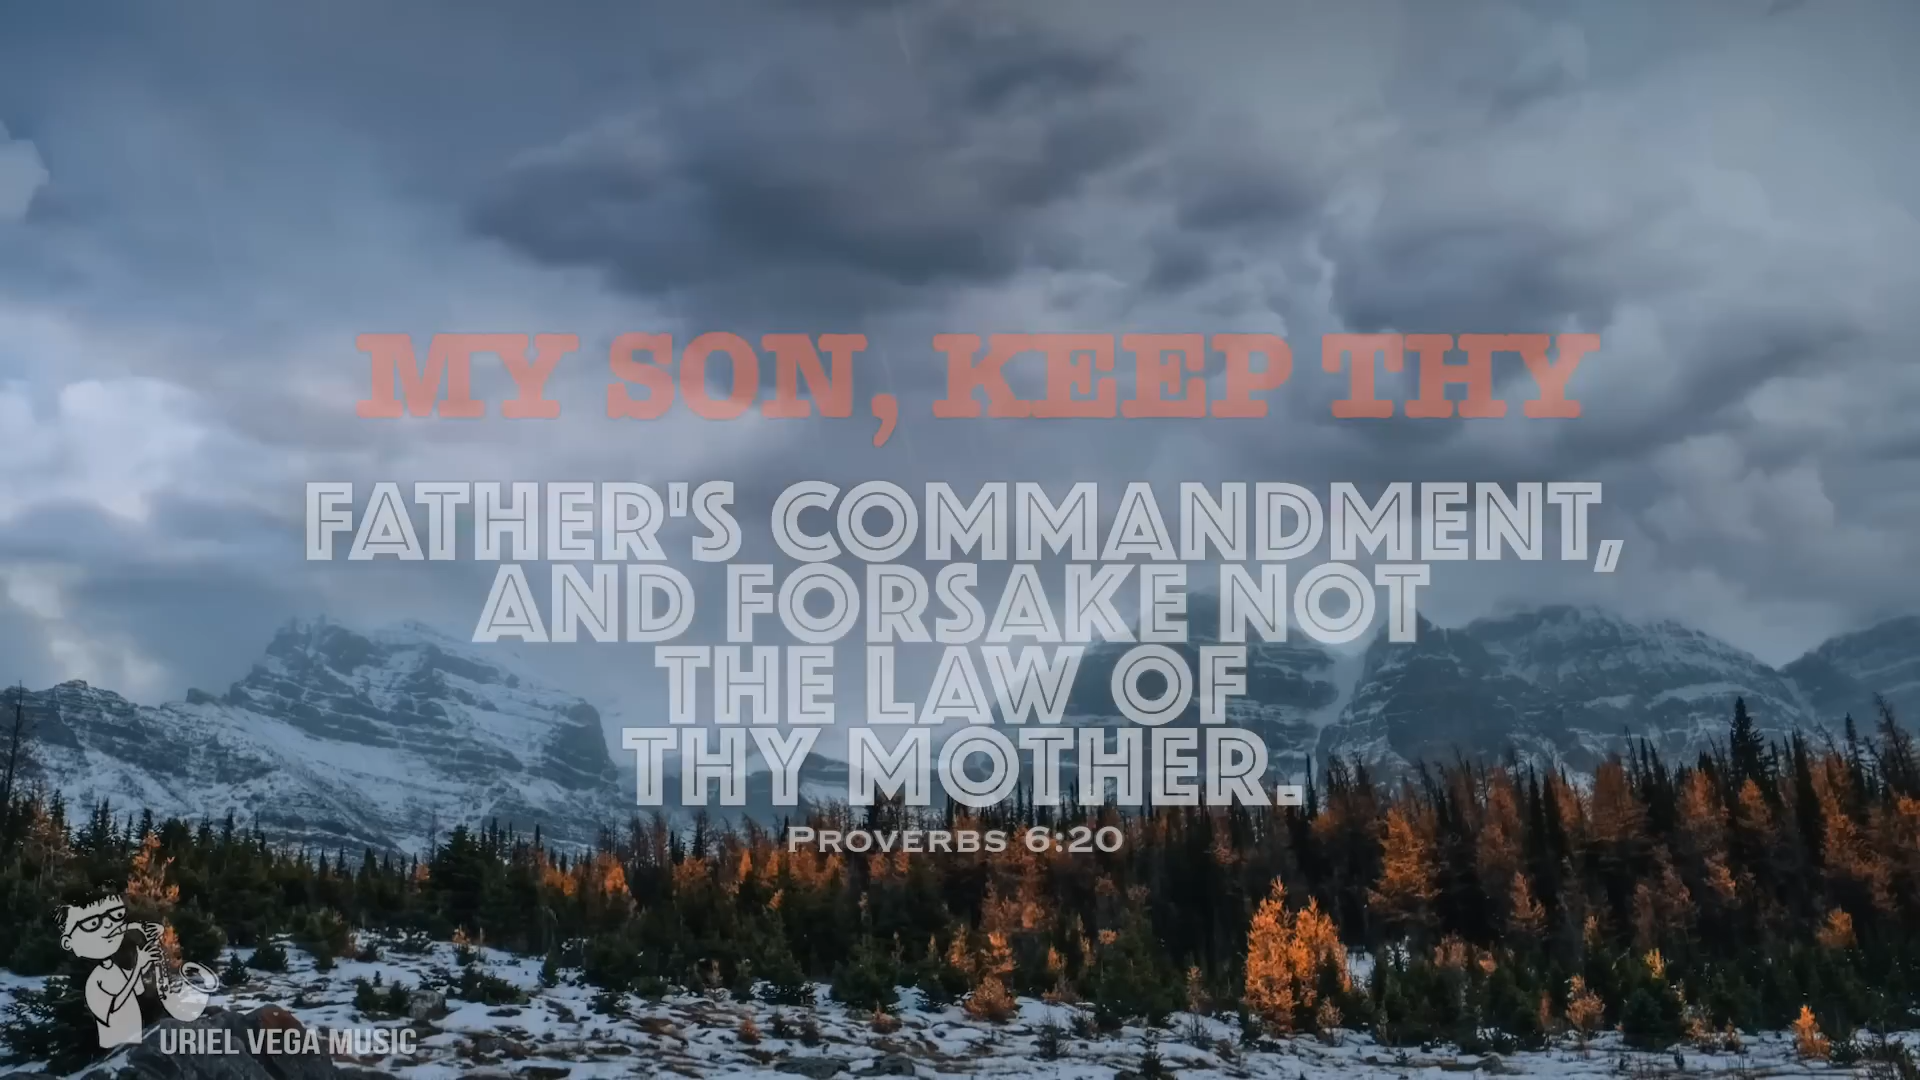 MY SON, KEEP THY
FATHER'S COMMANDMENT,
AND FORSAKE NOT
THE LAW OF
THY MOTHER.
PROVERBS 6:20
URIEL VEGA MUSIC